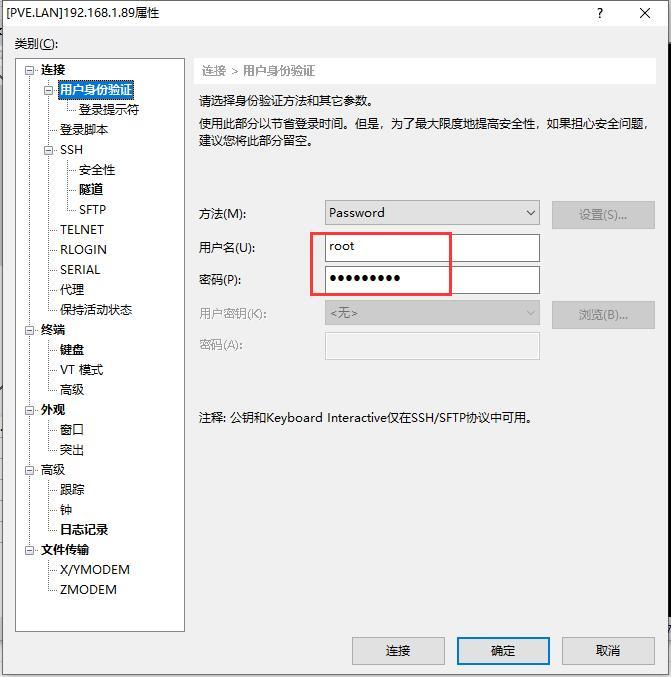 [PVE.LAN]192.168.1.89属性
类别(C):
连接
用户身份验证
登录提示符
登录脚本
SSH
安全性
隧道
SFTP
TELNET
RLOGIN
SERIAL
代理
保持活动状态
终端
键盘
VT 模式
高级
外观
窗口
突出
高级
跟踪
钟
日志记录
文件传输
X/YMODEM
ZMODEM
连接 > 用户身份验证
请选择身份验证方法和其它参数。
使用此部分以节省登录时间。但是，为了最大限度地提高安全性，如果担心安全问题，
建议您将此部分留空。
方法(M):
Password
设置(S)...
用户名(U):
root
密码(P):
●●●●●●●●●
用户密钥(K):
<无>
浏览(B)...
密码(A):
注释: 公钥和Keyboard Interactive仅在SSH/SFTP协议中可用。
连接
确定
取消